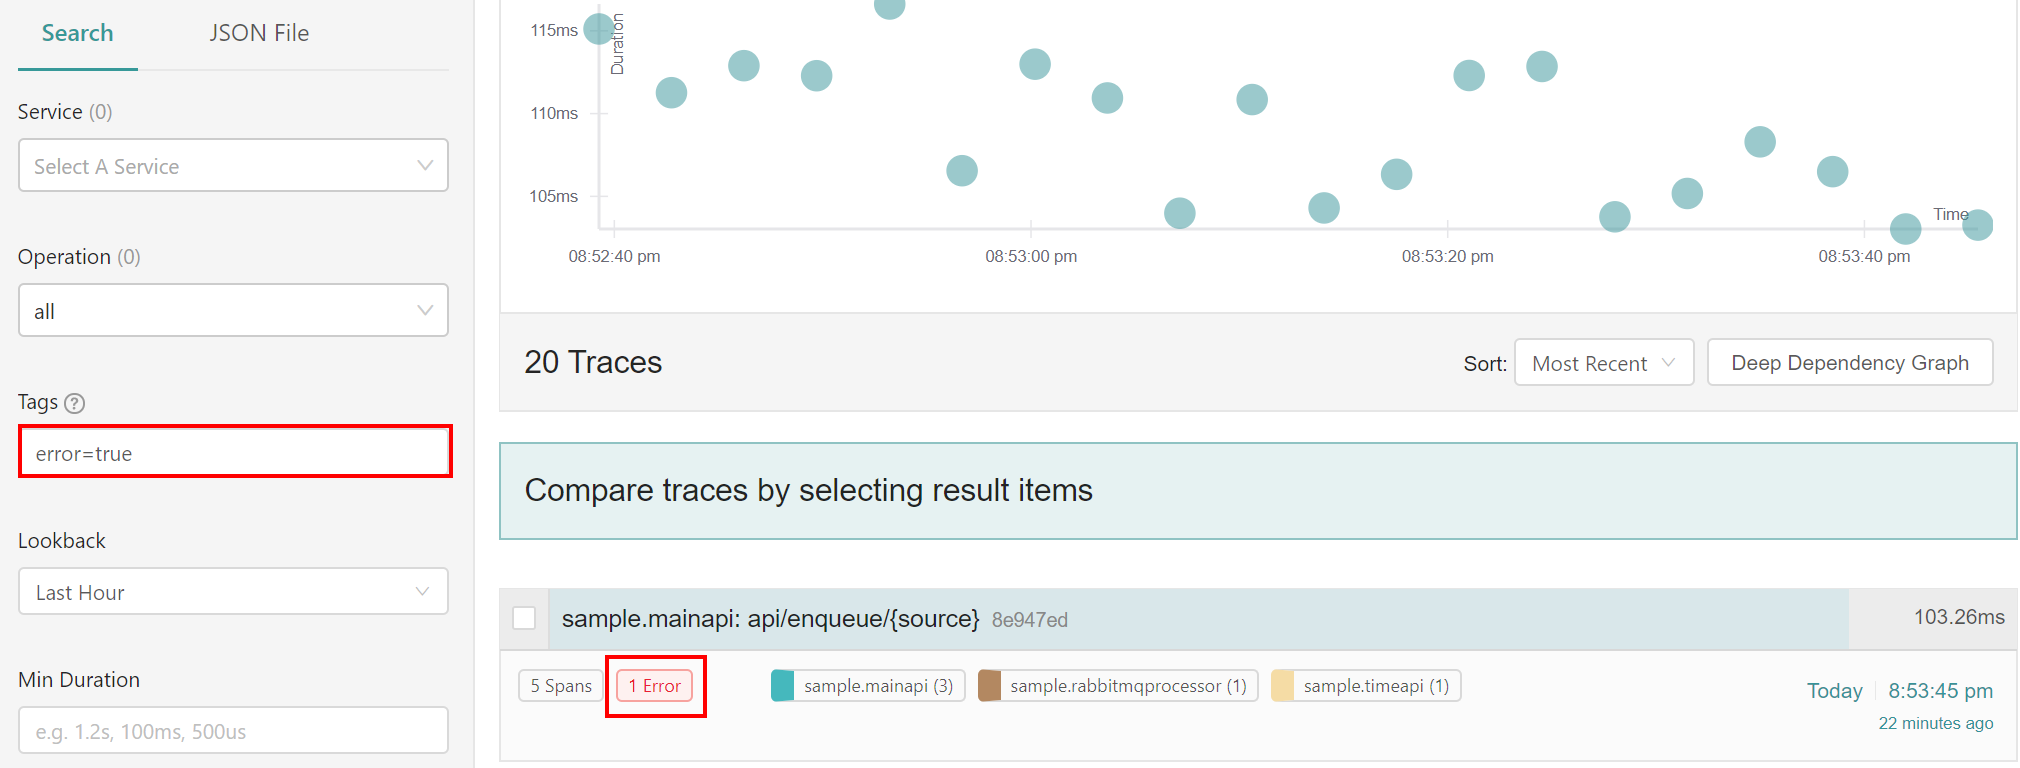 Search
JSON File
Service (0)
Select A Service
Operation (0)
all
Tags ?
error=true
Lookback
Last Hour
Min Duration
e.g. 1.2s, 100ms, 500us
Duration
115ms
110ms
105ms
Time
08:52:40 pm
08:53:00 pm
08:53:20 pm
08:53:40 pm
20 Traces
Sort:
Most Recent
Deep Dependency Graph
Compare traces by selecting result items
sample.mainapi: api/enqueue/{source} 8e947ed
103.26ms
5 Spans
1 Error
sample.mainapi (3)
sample.rabbitmqprocessor (1)
sample.timeapi (1)
Today
8:53:45 pm
22 minutes ago